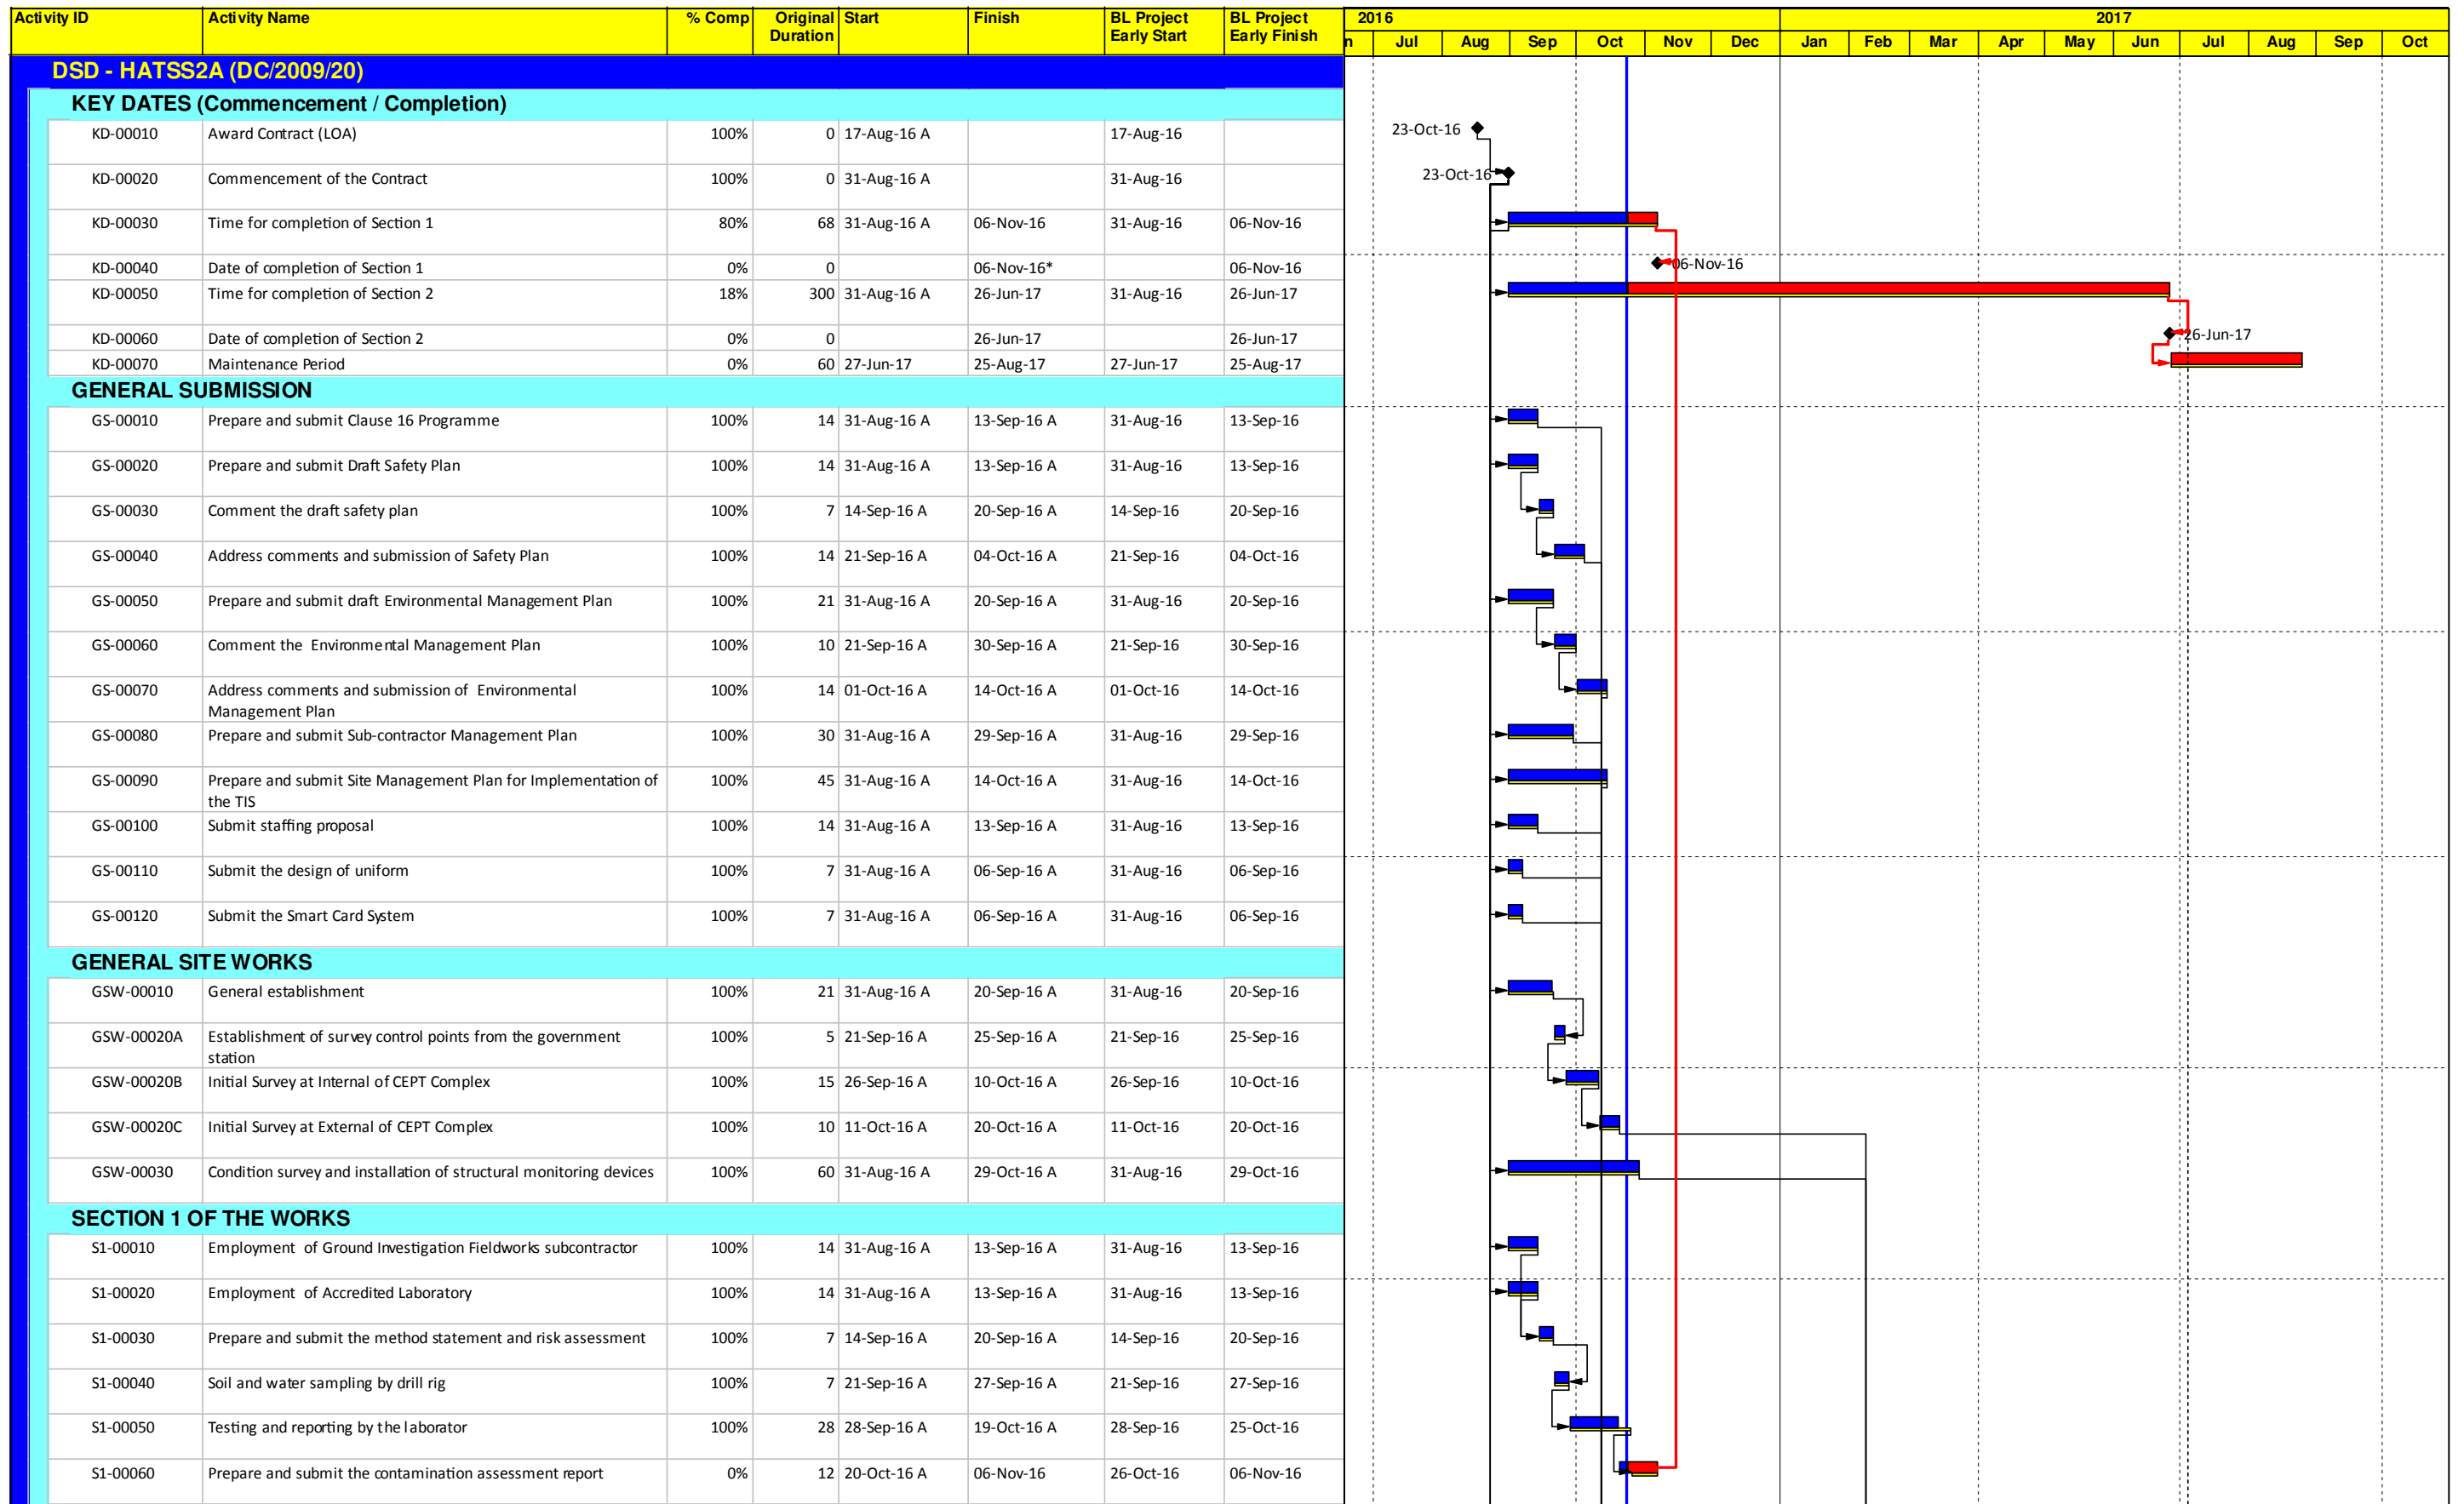 Activity ID Activity Name % Comp Original Duration Start Finish BL Project Early Start BL Project Early Finish
2016 2017
n Jul Aug Sep Oct Nov Dec Jan Feb Mar Apr May Jun Jul Aug Sep Oct
DSD - HATSS2A (DC/2009/20)
KEY DATES (Commencement / Completion)
KD-00010 Award Contract (LOA) 100% 0 17-Aug-16 A 17-Aug-16 23-Oct-16
KD-00020 Commencement of the Contract 100% 0 31-Aug-16 A 31-Aug-16 23-Oct-16
KD-00030 Time for completion of Section 1 80% 68 31-Aug-16 A 06-Nov-16 31-Aug-16 06-Nov-16
KD-00040 Date of completion of Section 1 0% 0 06-Nov-16* 06-Nov-16 06-Nov-16
KD-00050 Time for completion of Section 2 18% 300 31-Aug-16 A 26-Jun-17 31-Aug-16 26-Jun-17
KD-00060 Date of completion of Section 2 0% 0 26-Jun-17 26-Jun-17 26-Jun-17
KD-00070 Maintenance Period 0% 60 27-Jun-17 25-Aug-17 27-Jun-17 25-Aug-17
GENERAL SUBMISSION
GS-00010 Prepare and submit Clause 16 Programme 100% 14 31-Aug-16 A 13-Sep-16 A 31-Aug-16 13-Sep-16
GS-00020 Prepare and submit Draft Safety Plan 100% 14 31-Aug-16 A 13-Sep-16 A 31-Aug-16 13-Sep-16
GS-00030 Comment the draft safety plan 100% 7 14-Sep-16 A 20-Sep-16 A 14-Sep-16 20-Sep-16
GS-00040 Address comments and submission of Safety Plan 100% 14 21-Sep-16 A 04-Oct-16 A 21-Sep-16 04-Oct-16
GS-00050 Prepare and submit draft Environmental Management Plan 100% 21 31-Aug-16 A 20-Sep-16 A 31-Aug-16 20-Sep-16
GS-00060 Comment the Environmental Management Plan 100% 10 21-Sep-16 A 30-Sep-16 A 21-Sep-16 30-Sep-16
GS-00070 Address comments and submission of Environmental 100% 14 01-Oct-16 A 14-Oct-16 A 01-Oct-16 14-Oct-16
Management Plan
GS-00080 Prepare and submit Sub-contractor Management Plan 100% 30 31-Aug-16 A 29-Sep-16 A 31-Aug-16 29-Sep-16
GS-00090 Prepare and submit Site Management Plan for Implementation of 100% 45 31-Aug-16 A 14-Oct-16 A 31-Aug-16 14-Oct-16
the TIS
GS-00100 Submit staffing proposal 100% 14 31-Aug-16 A 13-Sep-16 A 31-Aug-16 13-Sep-16
GS-00110 Submit the design of uniform 100% 7 31-Aug-16 A 06-Sep-16 A 31-Aug-16 06-Sep-16
GS-00120 Submit the Smart Card System 100% 7 31-Aug-16 A 06-Sep-16 A 31-Aug-16 06-Sep-16
GENERAL SITE WORKS
GSW-00010 General establishment 100% 21 31-Aug-16 A 20-Sep-16 A 31-Aug-16 20-Sep-16
GSW-00020A Establishment of survey control points from the government 100% 5 21-Sep-16 A 25-Sep-16 A 21-Sep-16 25-Sep-16
station
GSW-00020B Initial Survey at Internal of CEPT Complex 100% 15 26-Sep-16 A 10-Oct-16 A 26-Sep-16 10-Oct-16
GSW-00020C Initial Survey at External of CEPT Complex 100% 10 11-Oct-16 A 20-Oct-16 A 11-Oct-16 20-Oct-16
GSW-00030 Condition survey and installation of structural monitoring devices 100% 60 31-Aug-16 A 29-Oct-16 A 31-Aug-16 29-Oct-16
SECTION 1 OF THE WORKS
S1-00010 Employment of Ground Investigation Fieldworks subcontractor 100% 14 31-Aug-16 A 13-Sep-16 A 31-Aug-16 13-Sep-16
S1-00020 Employment of Accredited Laboratory 100% 14 31-Aug-16 A 13-Sep-16 A 31-Aug-16 13-Sep-16
S1-00030 Prepare and submit the method statement and risk assessment 100% 7 14-Sep-16 A 20-Sep-16 A 14-Sep-16 20-Sep-16
S1-00040 Soil and water sampling by drill rig 100% 7 21-Sep-16 A 27-Sep-16 A 21-Sep-16 27-Sep-16
S1-00050 Testing and reporting by the laborator 100% 28 28-Sep-16 A 19-Oct-16 A 28-Sep-16 25-Oct-16
S1-00060 Prepare and submit the contamination assessment report 0% 12 20-Oct-16 A 06-Nov-16 26-Oct-16 06-Nov-16